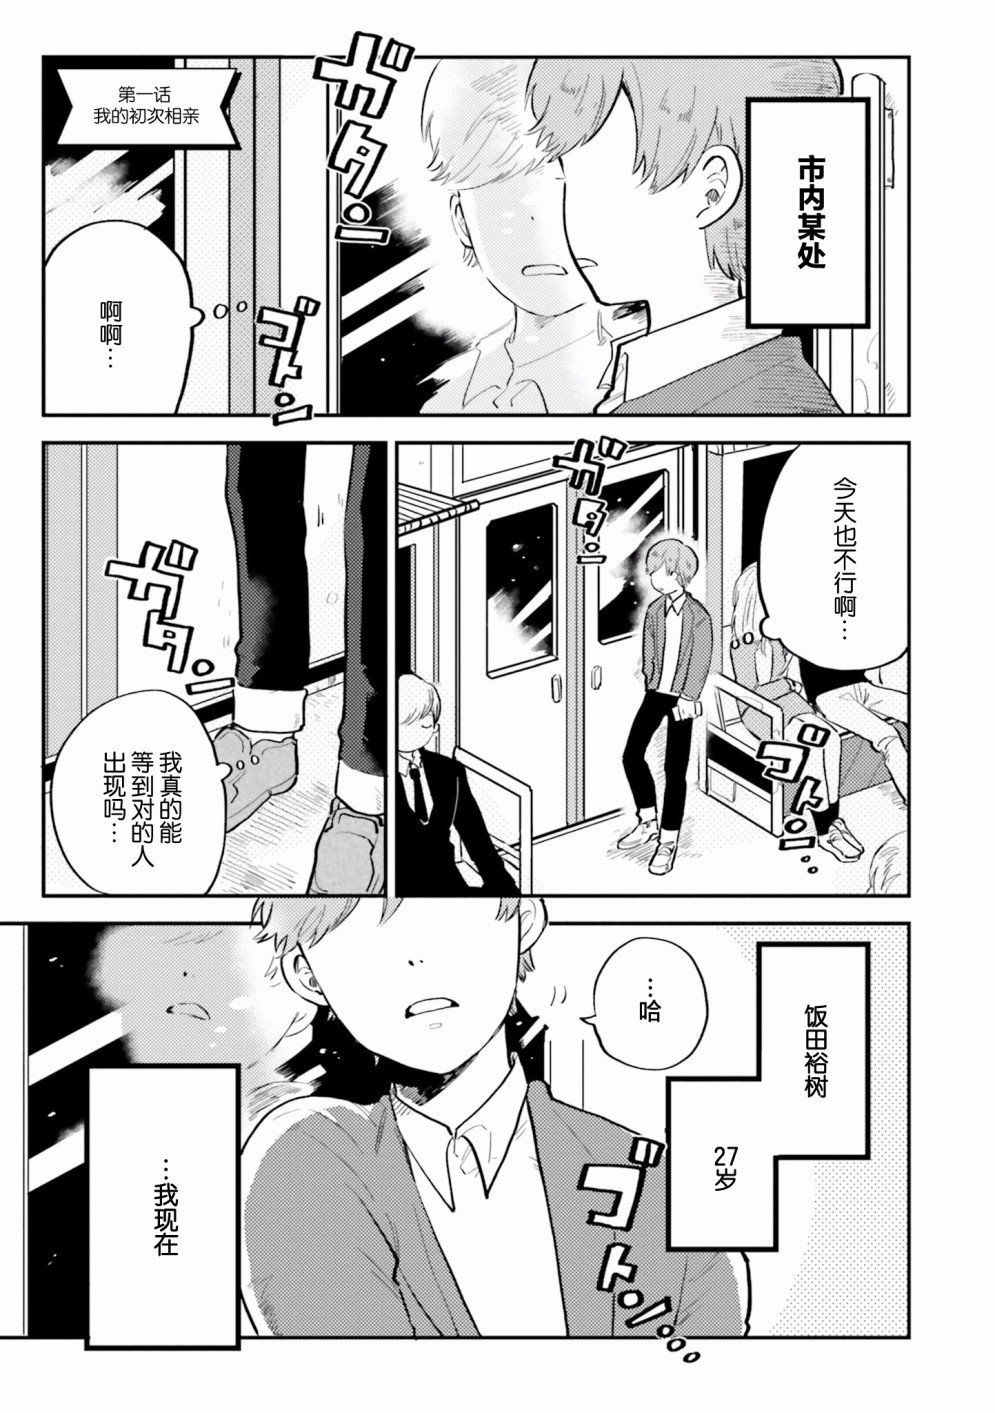 第一话
我的初次相亲
市内某处
ガタン
ゴトン
啊啊…
今天也不行啊…
ガタン。
ゴトン。。。
ガタ。。
我真的能
等到对的人
出现吗…
…哈
饭田裕树
27
岁
ゴトン。。。
…我现在